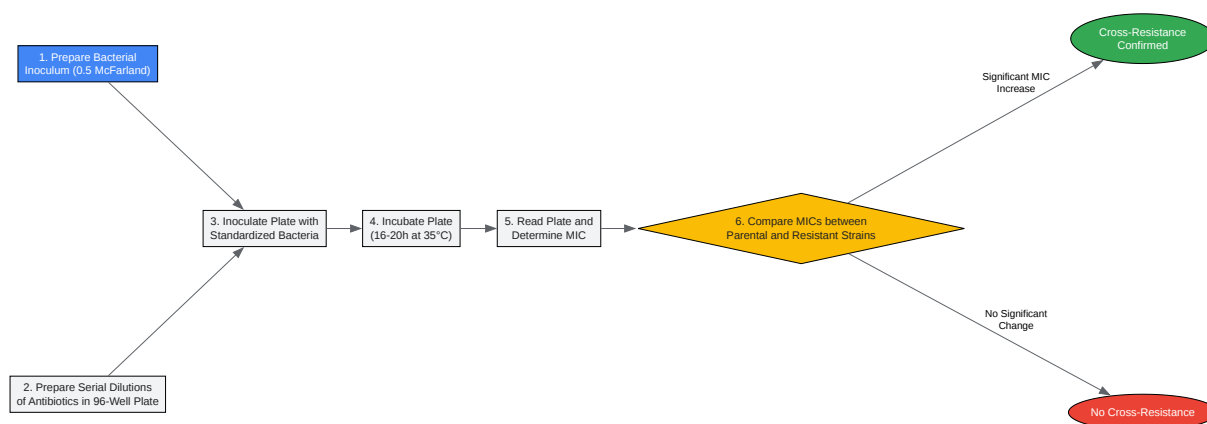 1. Prepare Bacterial
Inoculum (0.5 McFarland)
2. Prepare Serial Dilutions
of Antibiotics in 96-Well Plate
3. Inoculate Plate with
Standardized Bacteria
4. Incubate Plate
(16-20h at 35°C)
5. Read Plate and
Determine MIC
6. Compare MICs between
Parental and Resistant Strains
Significant MIC
Increase
Cross-Resistance
Confirmed
No Significant
Change
No Cross-Resistance